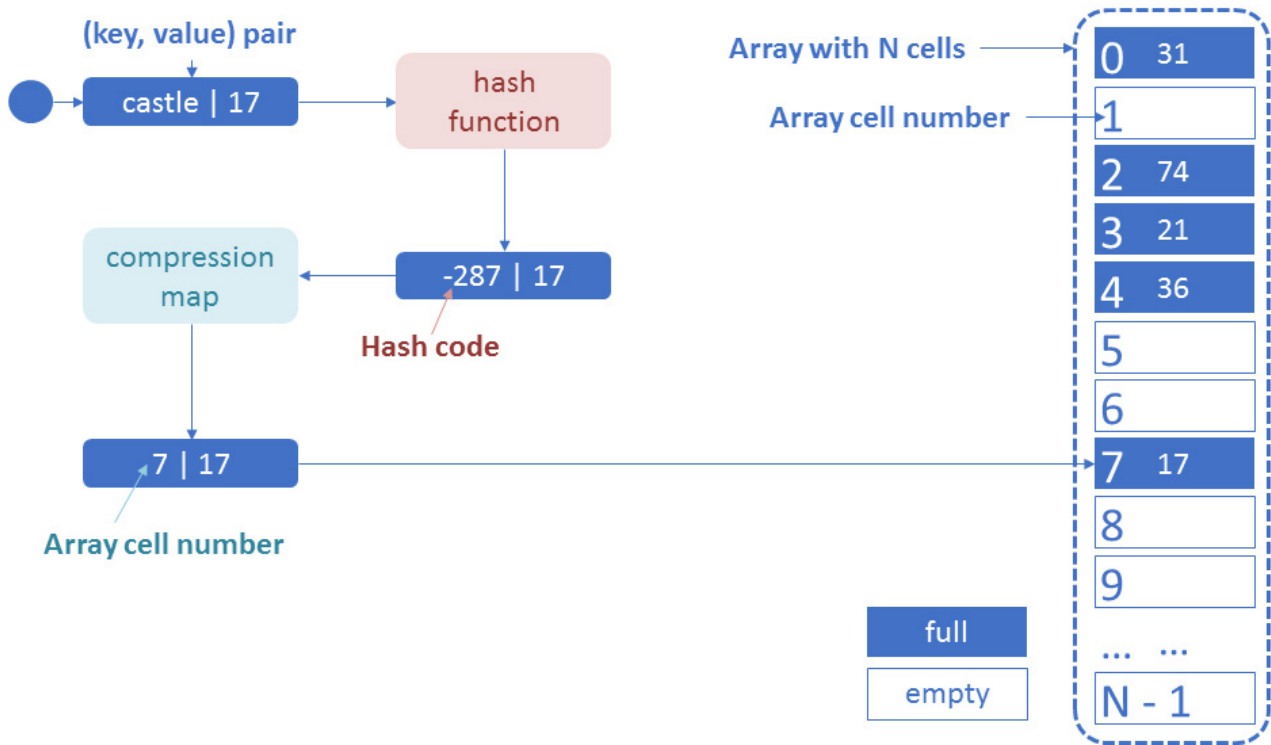 (key, value) pair
castle | 17
hash
function
compression
map
-287 | 17
Hash code
7 | 17
Array cell number
Array with N cells
Array cell number
0 31
1
2 74
3 21
4 36
5
6
7 17
8
9
... ...
N - 1
full
empty